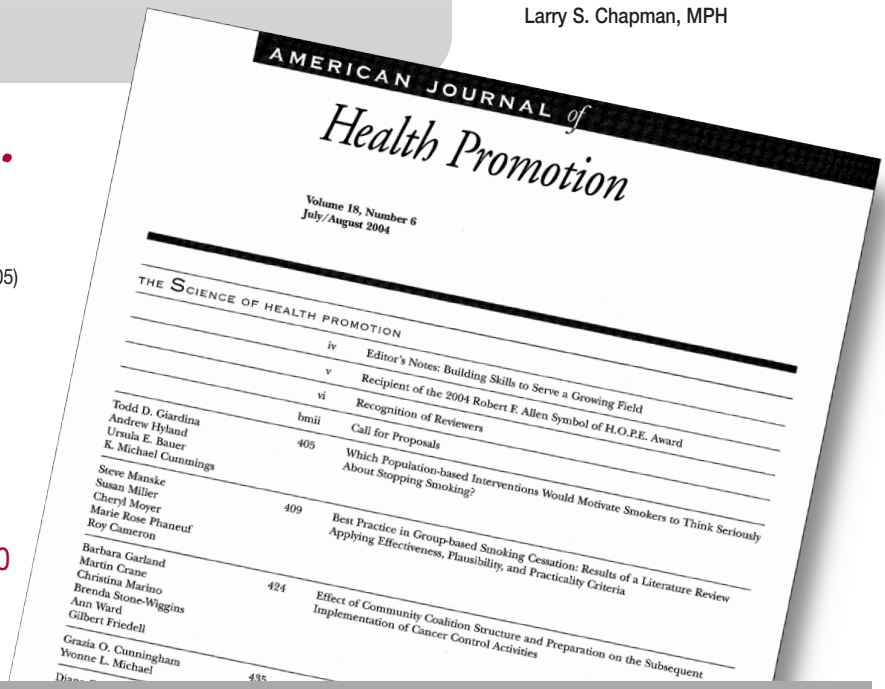 Larry S. Chapman, MPH
AMERICAN JOURNAL of
Health Promotion
Volume 18, Number 6
July/August 2004
05)
0
THE SCIENCE OF HEALTH PROMOTION
iv Editor's Notes: Building Skills to Serve a Growing Field
v Recipient of the 2004 Robert F. Allen Symbol of H.O.P.E. Award
vi Recognition of Reviewers
bmii Call for Proposals
Todd D. Giardina
Andrew Hyland
Ursula E. Bauer
K. Michael Cummings
405 Which Population-based Interventions Would Motivate Smokers to Think Seriously
About Stopping Smoking?
Steve Manske
Susan Miller
Cheryl Moyer
Marie Rose Phaneuf
Roy Cameron
409 Best Practice in Group-based Smoking Cessation: Results of a Literature Review
Applying Effectiveness, Plausibility, and Practicality Criteria
Barbara Garland
Martin Crane
Christina Marino
Brenda Stone-Wiggins
Ann Ward
Gilbert Friedell
424 Effect of Community Coalition Structure and Preparation on the Subsequent
Implementation of Cancer Control Activities
Grazia O. Cunningham
Yvonne L. Michael
435